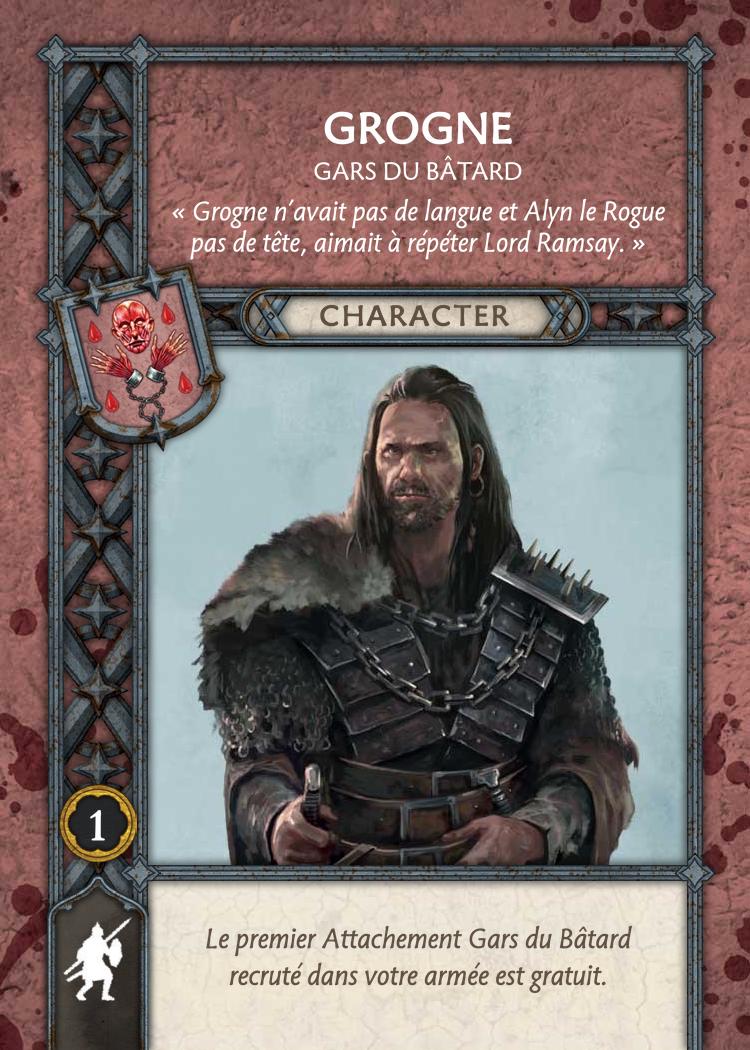 GROGNE
GARS DU BÂTARD
« Grogne n’avait pas de langue et Alyn le Rogue
pas de tête, aimait à répéter Lord Ramsay. »
CHARACTER
1
Le premier Attachement Gars du Bâtard
recruté dans votre armée est gratuit.